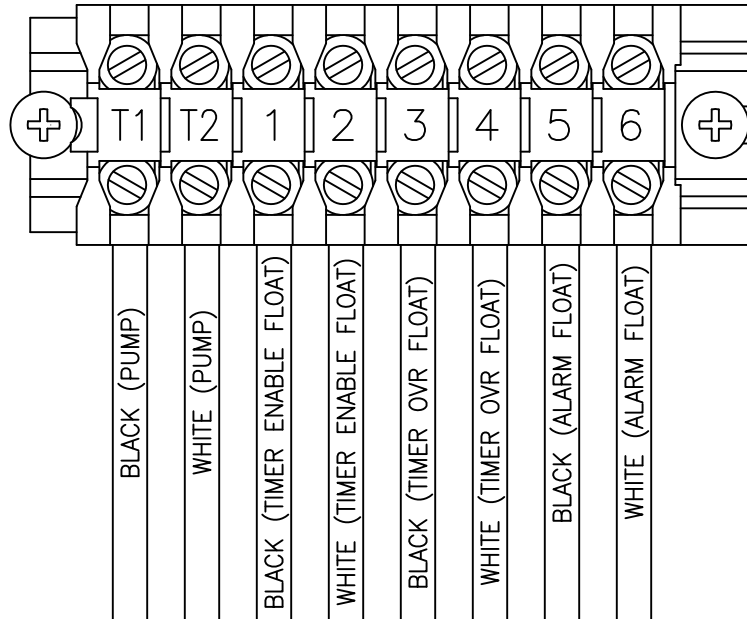 T1 T2 1 2 3 4 5 6
BLACK (PUMP)
WHITE (PUMP)
BLACK (TIMER ENABLE FLOAT)
WHITE (TIMER ENABLE FLOAT)
BLACK (TIMER OVR FLOAT)
WHITE (TIMER OVR FLOAT)
BLACK (ALARM FLOAT)
WHITE (ALARM FLOAT)